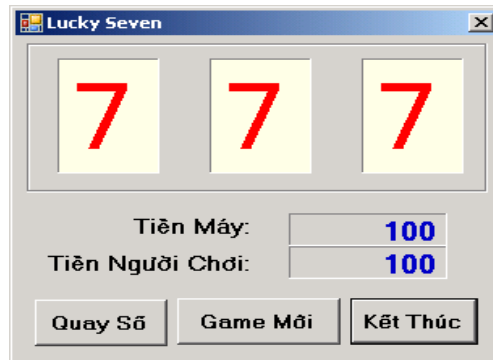 Lucky Seven
7 7 7
Tiền Máy: 100
Tiền Người Chơi: 100
Quay Số Game Mới Kết Thúc